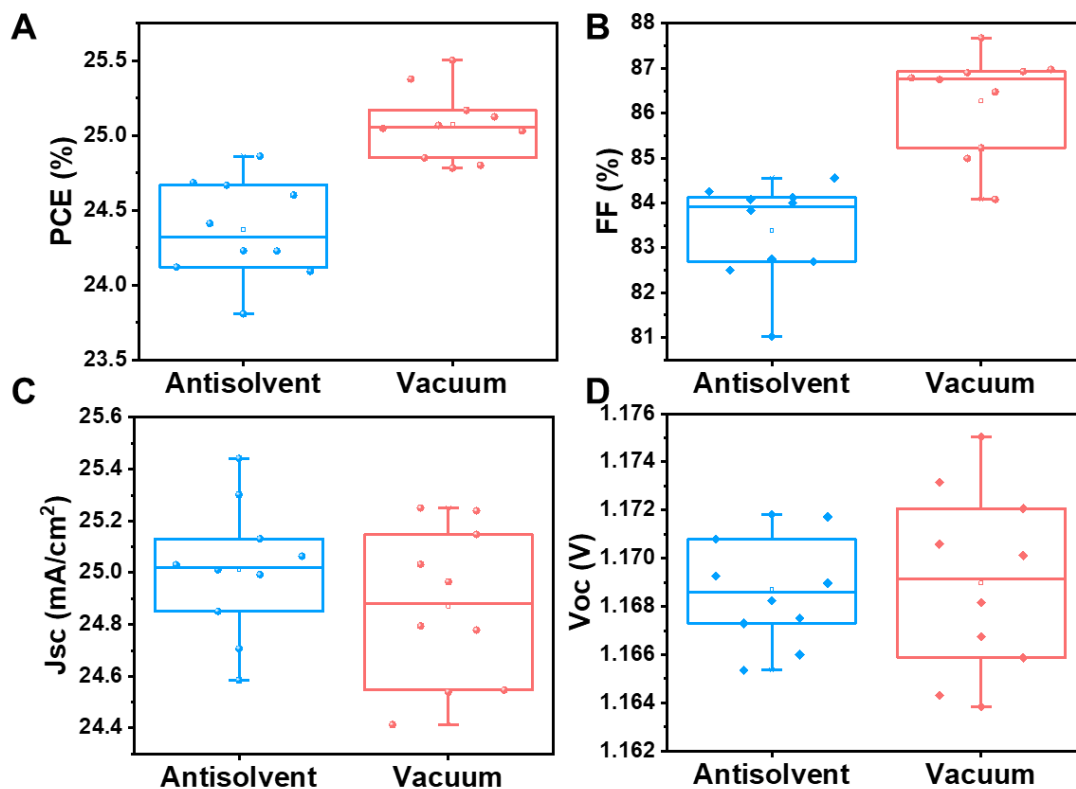 A
PCE (%)
25.5
25.0
24.5
24.0
23.5
Antisolvent Vacuum
B
FF (%)
88
87
86
85
84
83
82
81
Antisolvent Vacuum
C
Jsc (mA/cm²)
25.6
25.4
25.2
25.0
24.8
24.6
24.4
Antisolvent Vacuum
D
Voc (V)
1.176
1.174
1.172
1.170
1.168
1.166
1.164
1.162
Antisolvent Vacuum